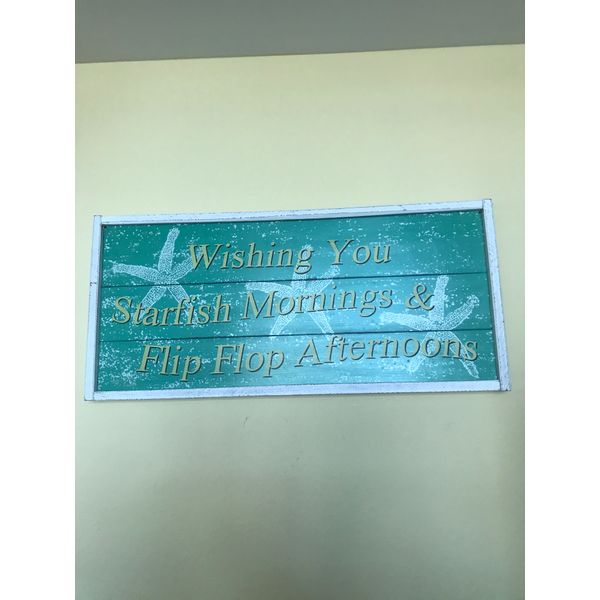 Wishing You
Starfish Mornings &
Flip Flop Afternoons